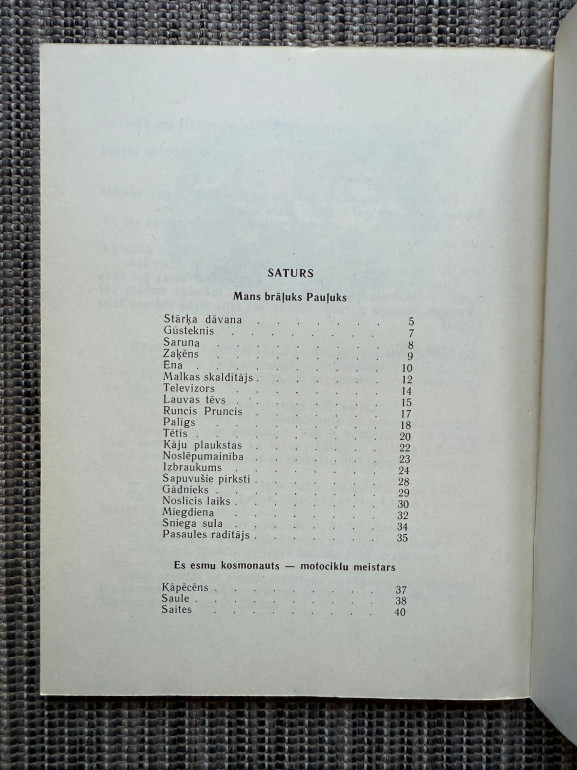 SATURS
Mans brāļuks Pauļuks
Stārķa dāvana . . . . . . 5
Gūsteknis . . . . . . . 7
Saruna . . . . . . . 8
Zaķēns . . . . . . . 9
Ēna . . . . . . . 10
Malkas skaldītājs . . . . . . 12
Televizors . . . . . . . 14
Lauvas tēvs . . . . . . . 15
Runcis Pruncis . . . . . . 17
Palīgs . . . . . . . 18
Tētis . . . . . . . 20
Kāju plaukstas . . . . . . 22
Noslēpumainība . . . . . . 23
Izbraukums . . . . . . . 24
Sapuvušie pirksti . . . . . . 28
Gādnieks . . . . . . . 29
Noslīcis laiks . . . . . . 30
Miegdiena . . . . . . . 32
Sniega sula . . . . . . . 34
Pasaules radītājs . . . . . . 35
Es esmu kosmonauts — motociklu meistars
Kāpēcēns . . . . . . . 37
Saule . . . . . . . 38
Saites . . . . . . . 40